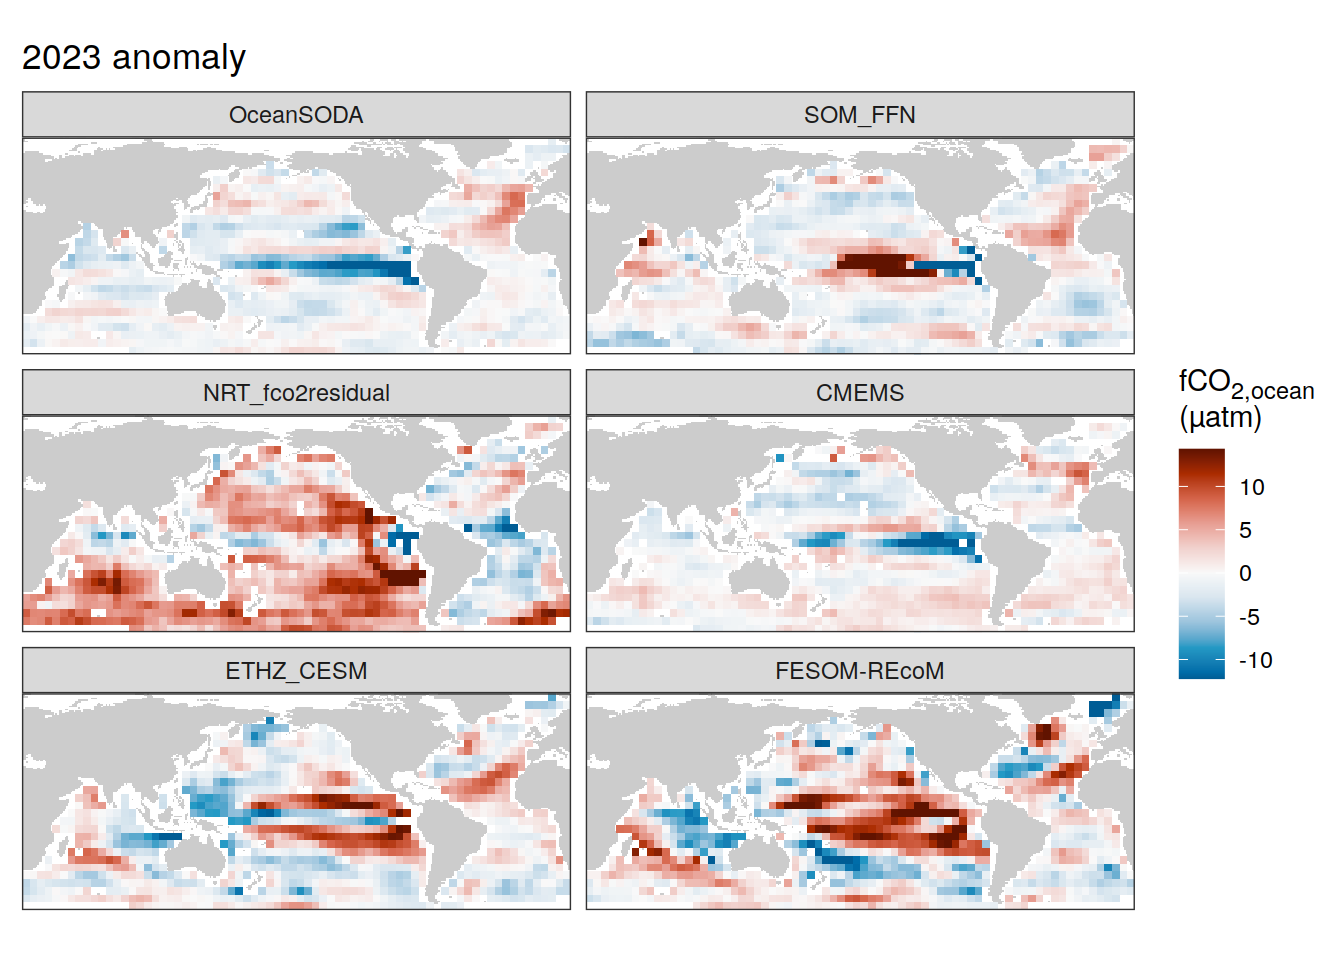 2023 anomaly
OceanSODA
SOM_FFN
NRT_fco2residual
CMEMS
ETHZ_CESM
FESOM-REcoM
fCO2,ocean
(µatm)
10
5
0
-5
-10